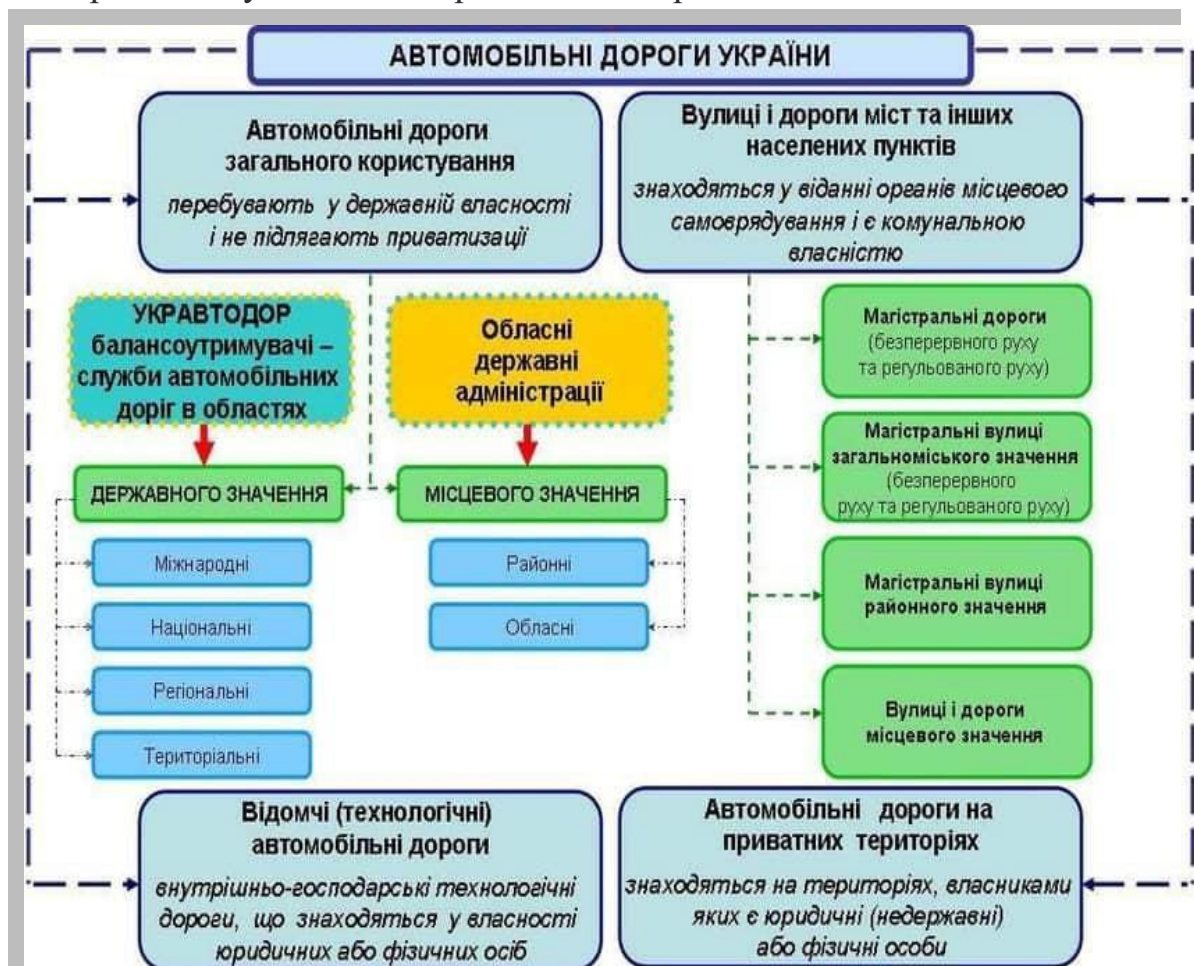 АВТОМОБІЛЬНІ ДОРОГИ УКРАЇНИ
Автомобільні дороги
загального користування
перебувають у державній власності
і не підлягають приватизації
Вулиці і дороги міст та інших
населених пунктів
знаходяться у віданні органів місцевого
самоврядування і є комунальною
власністю
УКРАВТОДОР
балансоутримувачі –
служби автомобільних
доріг в областях
Обласні
державні
адміністрації
ДЕРЖАВНОГО ЗНАЧЕННЯ
МІСЦЕВОГО ЗНАЧЕННЯ
Міжнародні
Національні
Регіональні
Територіальні
Районні
Обласні
Магістральні дороги
(безперервного руху
та регульованого руху)
Магістральні вулиці
загальноміського значення
(безперервного
руху та регульованого руху)
Магістральні вулиці
районного значення
Вулиці і дороги
місцевого значення
Відомчі (технологічні)
автомобільні дороги
внутрішньо-господарські технологічні
дороги, що знаходяться у власності
юридичних або фізичних осіб
Автомобільні дороги на
приватних територіях
знаходяться на територіях, власниками
яких є юридичні (недержавні)
або фізичні особи